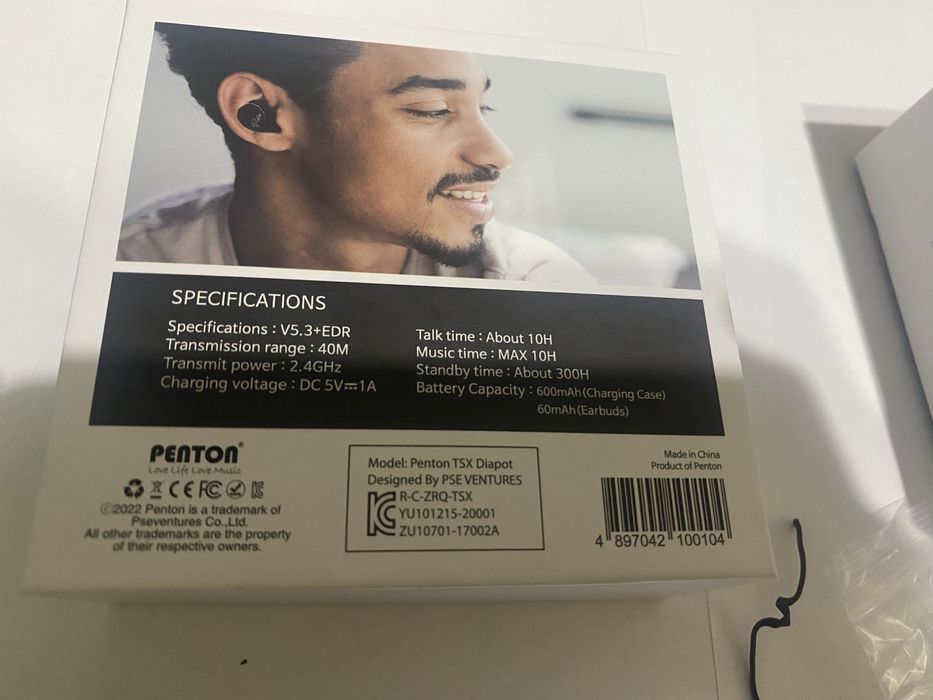 SPECIFICATIONS
Specifications : V5.3+EDR
Transmission range : 40M
Transmit power : 2.4GHz
Charging voltage : DC 5V⎓1A
Talk time : About 10H
Music time : MAX 10H
Standby time : About 300H
Battery Capacity : 600mAh(Charging Case)
60mAh(Earbuds)
PENTON®
Love Life Love Music
CE FC
©2022 Penton is a trademark of
Pseventures Co.,Ltd.
All other trademarks are the property
of their respective owners.
Model: Penton TSX Diapot
Designed By PSE VENTURES
R-C-ZRQ-TSX
YU101215-20001
ZU10701-17002A
Made in China
Product of Penton
4 897042 100104